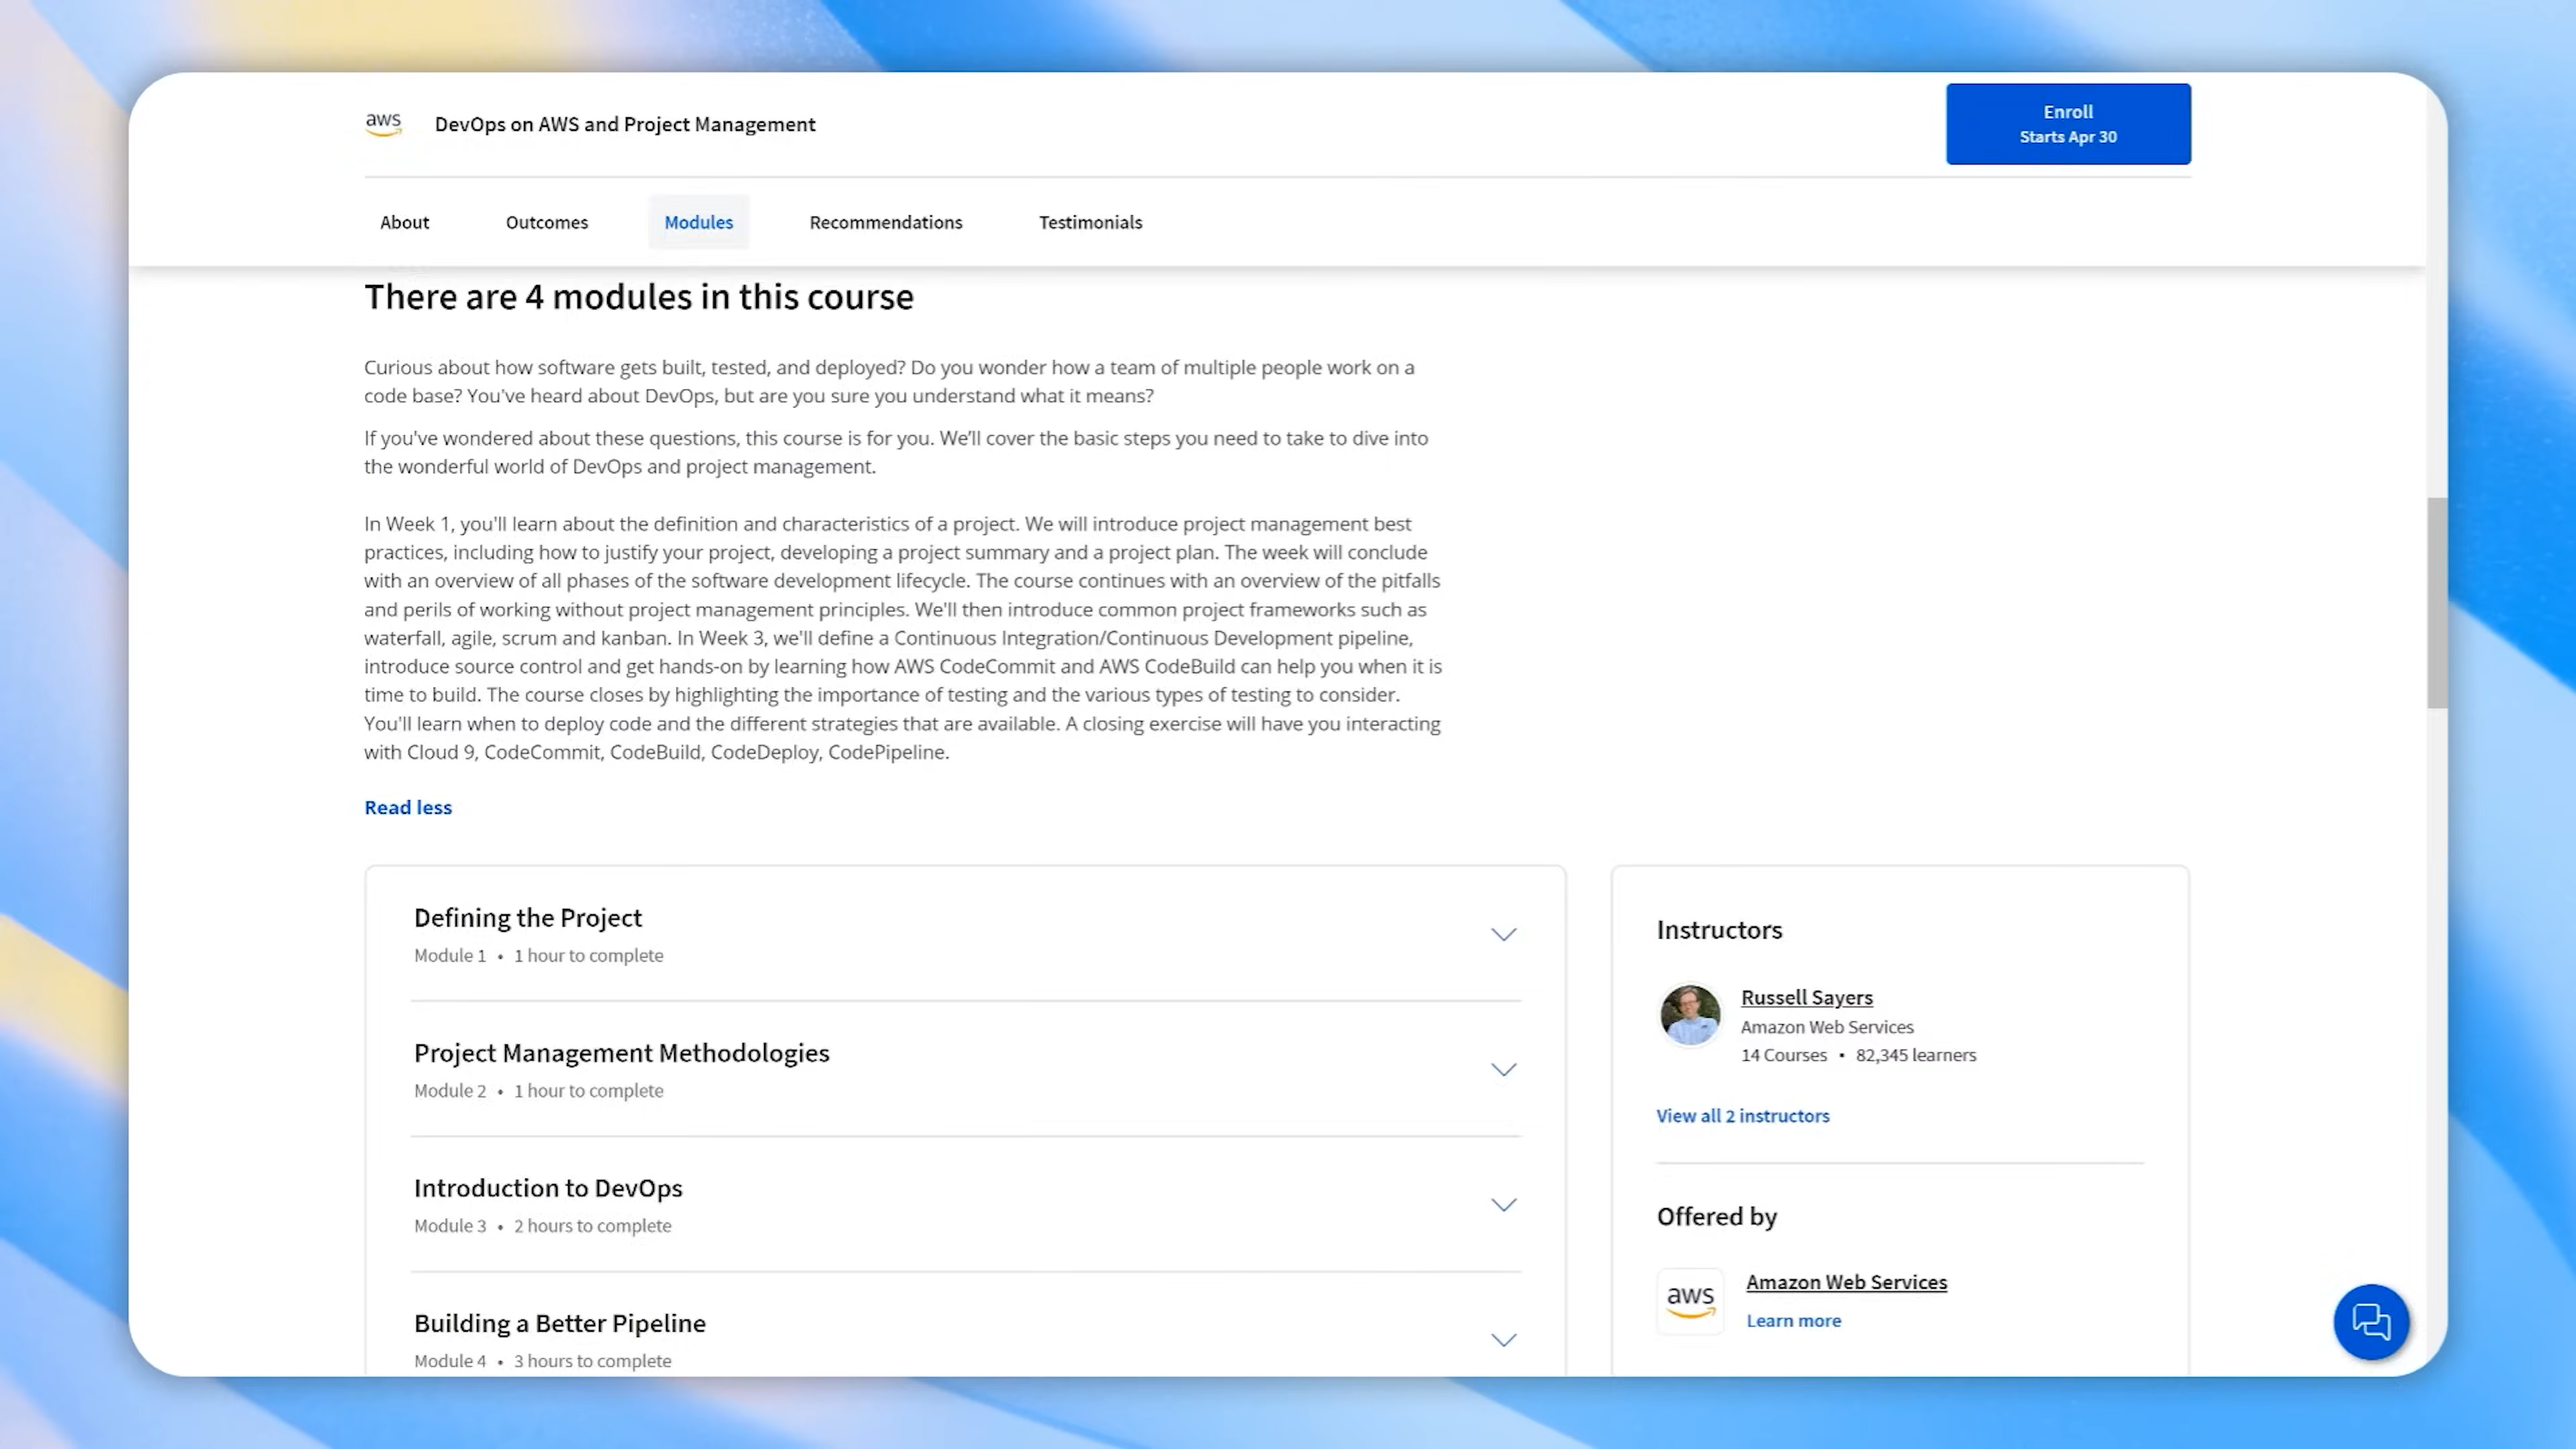 aws
DevOps on AWS and Project Management
Enroll
Starts Apr 30
About
Outcomes
Modules
Recommendations
Testimonials
There are 4 modules in this course
Curious about how software gets built, tested, and deployed? Do you wonder how a team of multiple people work on a
code base? You've heard about DevOps, but are you sure you understand what it means?
If you've wondered about these questions, this course is for you. We'll cover the basic steps you need to take to dive into
the wonderful world of DevOps and project management.
In Week 1, you'll learn about the definition and characteristics of a project. We will introduce project management best
practices, including how to justify your project, developing a project summary and a project plan. The week will conclude
with an overview of all phases of the software development lifecycle. The course continues with an overview of the pitfalls
and perils of working without project management principles. We'll then introduce common project frameworks such as
waterfall, agile, scrum and kanban. In Week 3, we'll define a Continuous Integration/Continuous Development pipeline,
introduce source control and get hands-on by learning how AWS CodeCommit and AWS CodeBuild can help you when it is
time to build. The course closes by highlighting the importance of testing and the various types of testing to consider.
You'll learn when to deploy code and the different strategies that are available. A closing exercise will have you interacting
with Cloud 9, CodeCommit, CodeBuild, CodeDeploy, CodePipeline.
Read less
Defining the Project
Module 1 • 1 hour to complete
Project Management Methodologies
Module 2 • 1 hour to complete
Introduction to DevOps
Module 3 • 2 hours to complete
Building a Better Pipeline
Module 4 • 3 hours to complete
Instructors
Russell Sayers
Amazon Web Services
14 Courses • 82,345 learners
View all 2 instructors
Offered by
aws
Amazon Web Services
Learn more